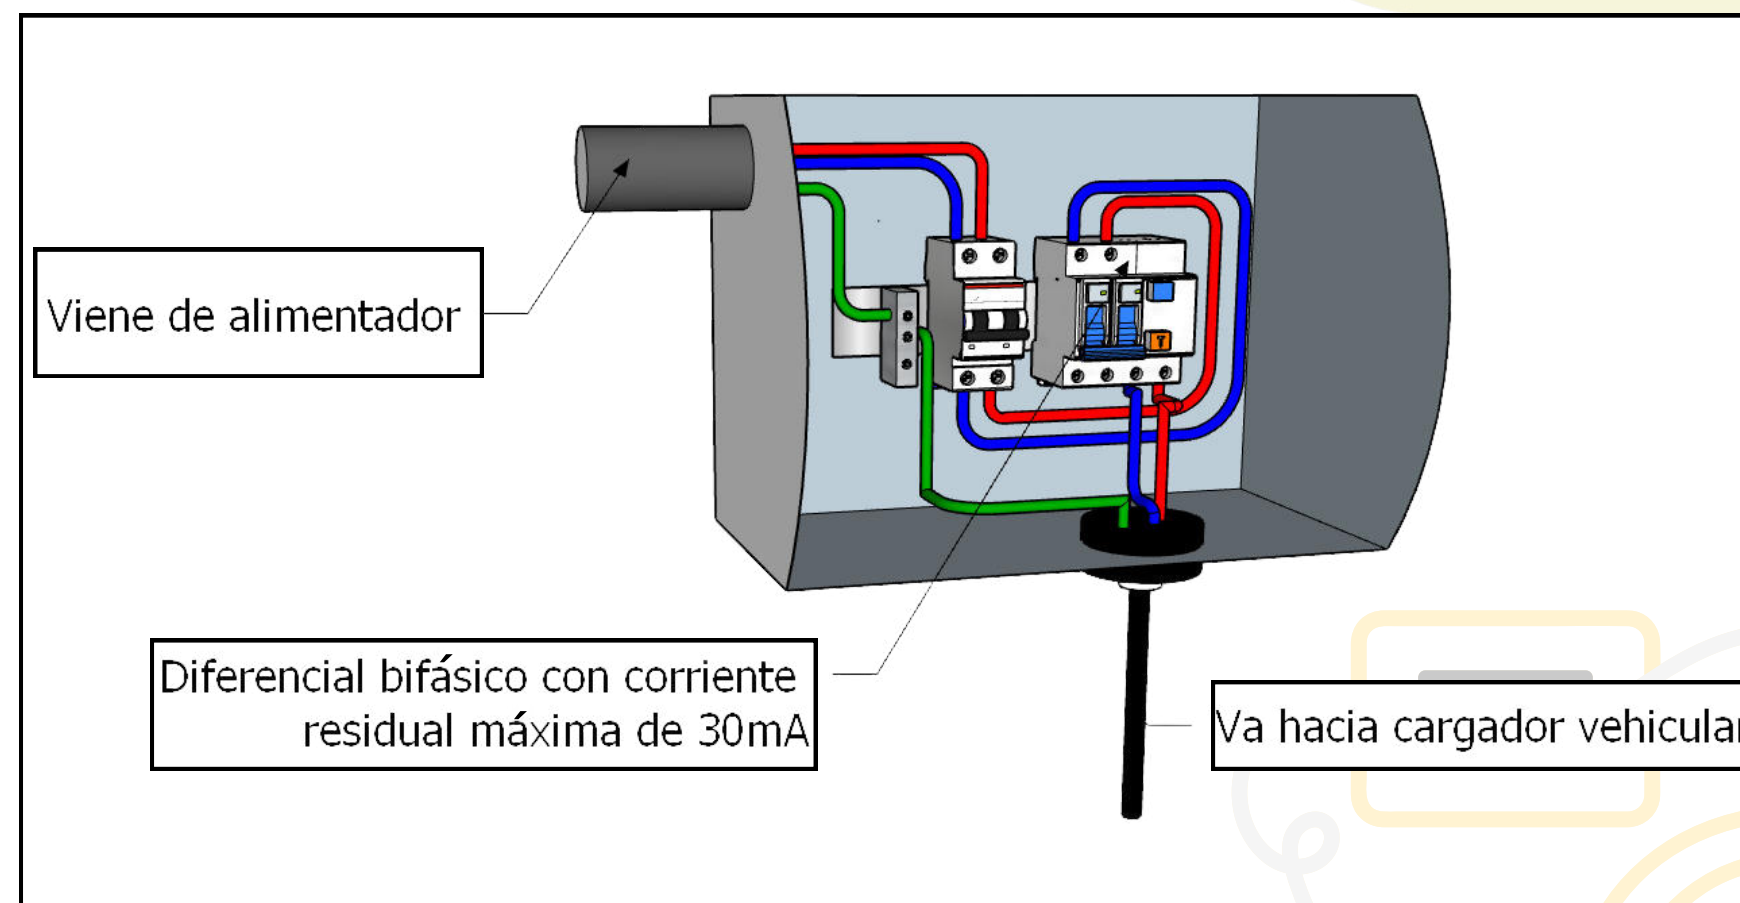 Viene de alimentador
Diferencial bifásico con corriente
residual máxima de 30mA
Va hacia cargador vehicular